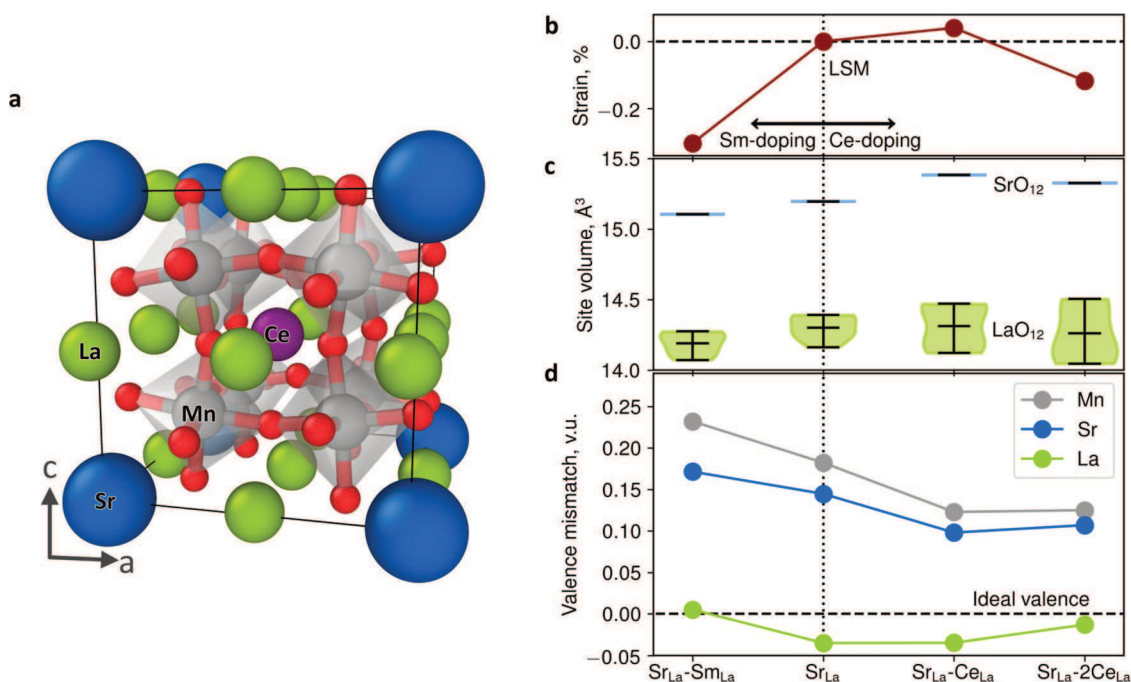 a
La
Ce
Mn
Sr
c
a
b
Strain, %
0.0
−0.2
LSM
Sm-doping
Ce-doping
c
Site volume, Å³
15.5
15.0
14.5
14.0
SrO₁₂
LaO₁₂
d
Valence mismatch, v.u.
0.25
0.20
0.15
0.10
0.05
0.00
−0.05
Mn
Sr
La
Ideal valence
Sr_La-Sm_La
Sr_La
Sr_La-Ce_La
Sr_La-2Ce_La